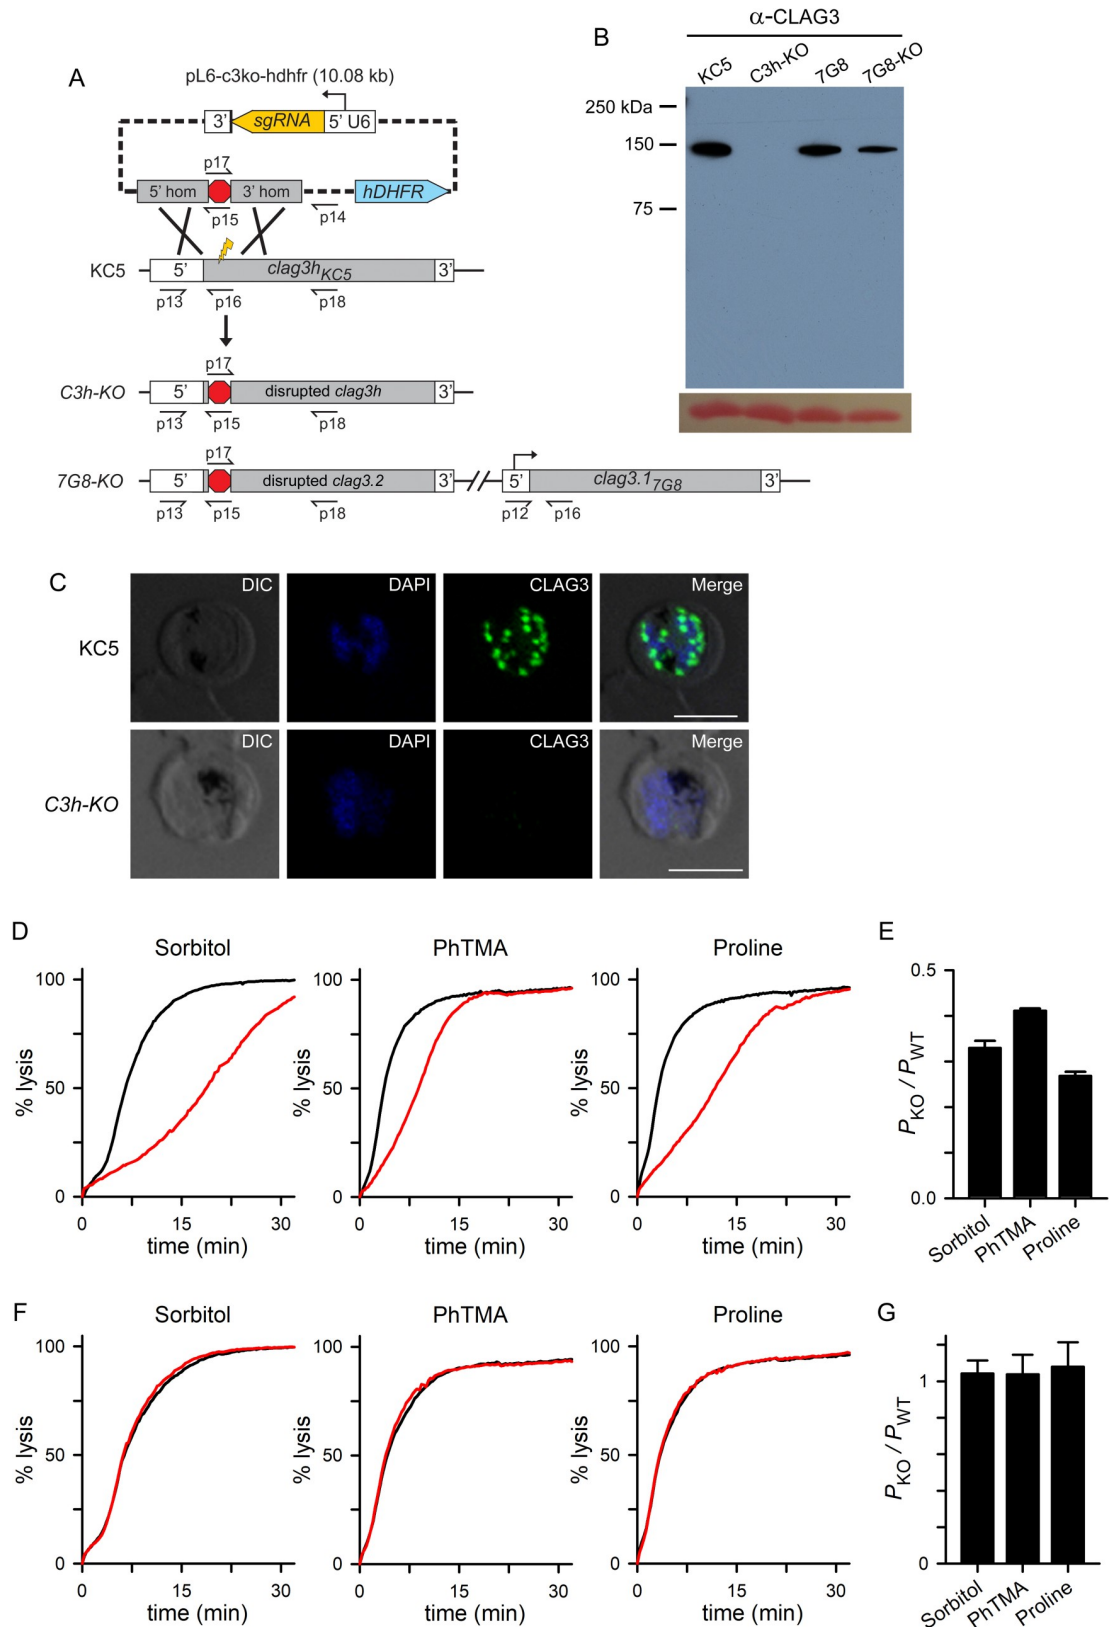 A
pL6-c3ko-hdhfr (10.08 kb)
3' sgRNA 5' U6
p17
5' hom 3' hom hDHFR
p15 p14
KC5 5' clag3hKC5 3'
p13 p16 p18
p17
C3h-KO 5' disrupted clag3h 3'
p13 p15 p18
p17
7G8-KO 5' disrupted clag3.2 3' 5' clag3.17G8 3'
p13 p15 p18 p12 p16
B
α-CLAG3
KC5 C3h-KO 7G8 7G8-KO
250 kDa
150
75
C
KC5
DIC DAPI CLAG3 Merge
C3h-KO
DIC DAPI CLAG3 Merge
D
Sorbitol PhTMA Proline
% lysis % lysis % lysis
100 100 100
50 50 50
0 0 0
0 15 30 0 15 30 0 15 30
time (min) time (min) time (min)
E
PKO / PWT
0.5
0.0
Sorbitol PhTMA Proline
F
Sorbitol PhTMA Proline
% lysis % lysis % lysis
100 100 100
50 50 50
0 0 0
0 15 30 0 15 30 0 15 30
time (min) time (min) time (min)
G
PKO / PWT
1
0
Sorbitol PhTMA Proline